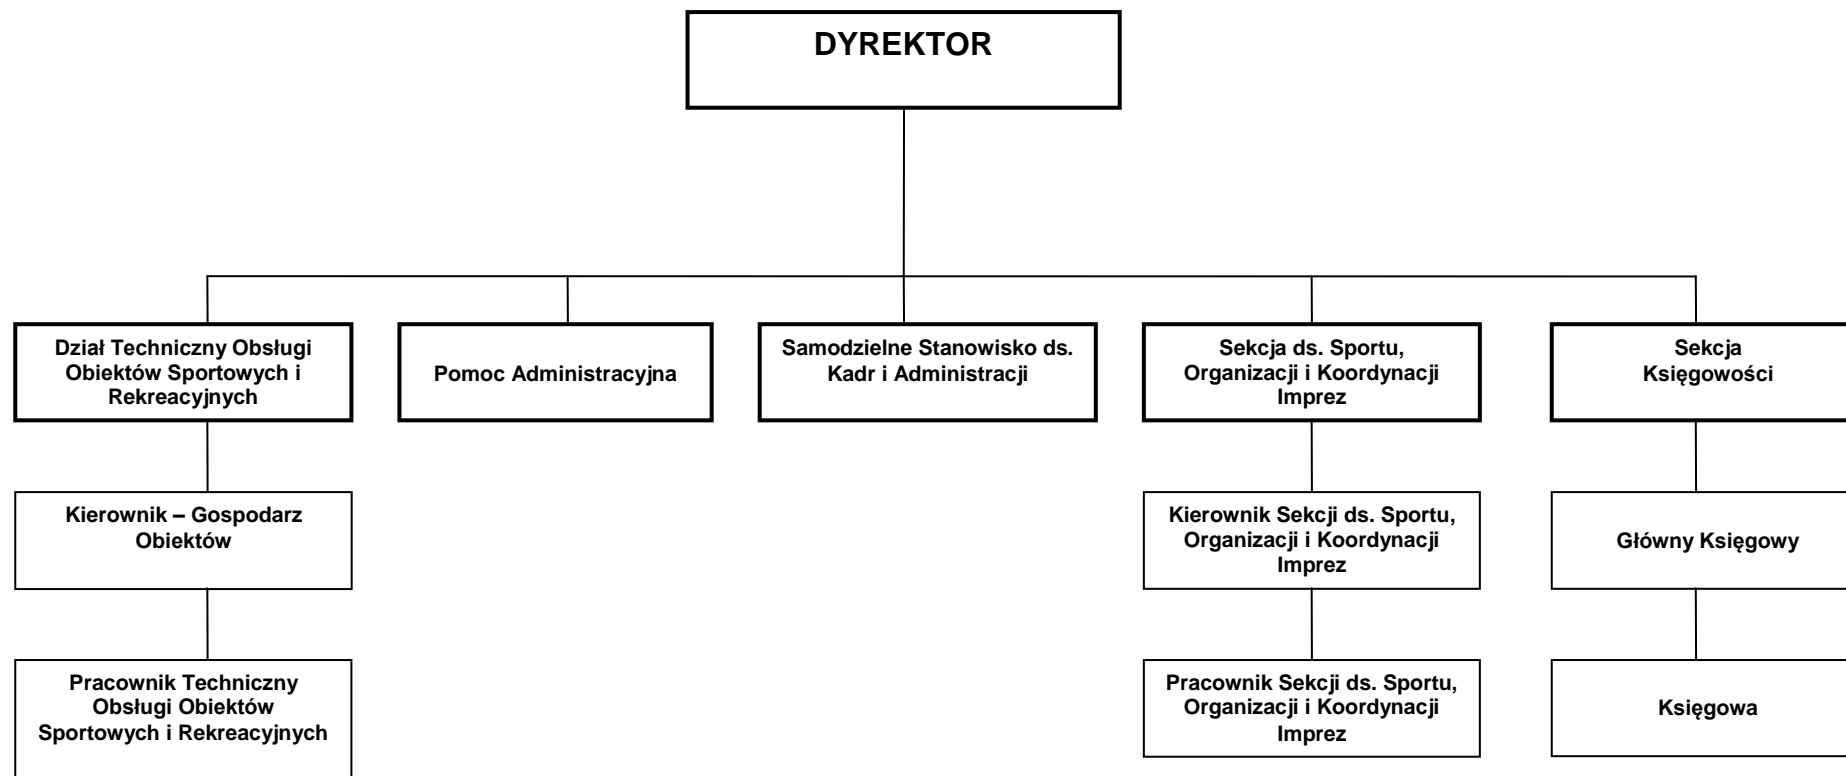 DYREKTOR
Dział Techniczny Obsługi
Obiektów Sportowych i
Rekreacyjnych
Pomoc Administracyjna
Samodzielne Stanowisko ds.
Kadr i Administracji
Sekcja ds. Sportu,
Organizacji i Koordynacji
Imprez
Sekcja
Księgowości
Kierownik – Gospodarz
Obiektów
Kierownik Sekcji ds. Sportu,
Organizacji i Koordynacji
Imprez
Główny Księgowy
Pracownik Techniczny
Obsługi Obiektów
Sportowych i Rekreacyjnych
Pracownik Sekcji ds. Sportu,
Organizacji i Koordynacji
Imprez
Księgowa